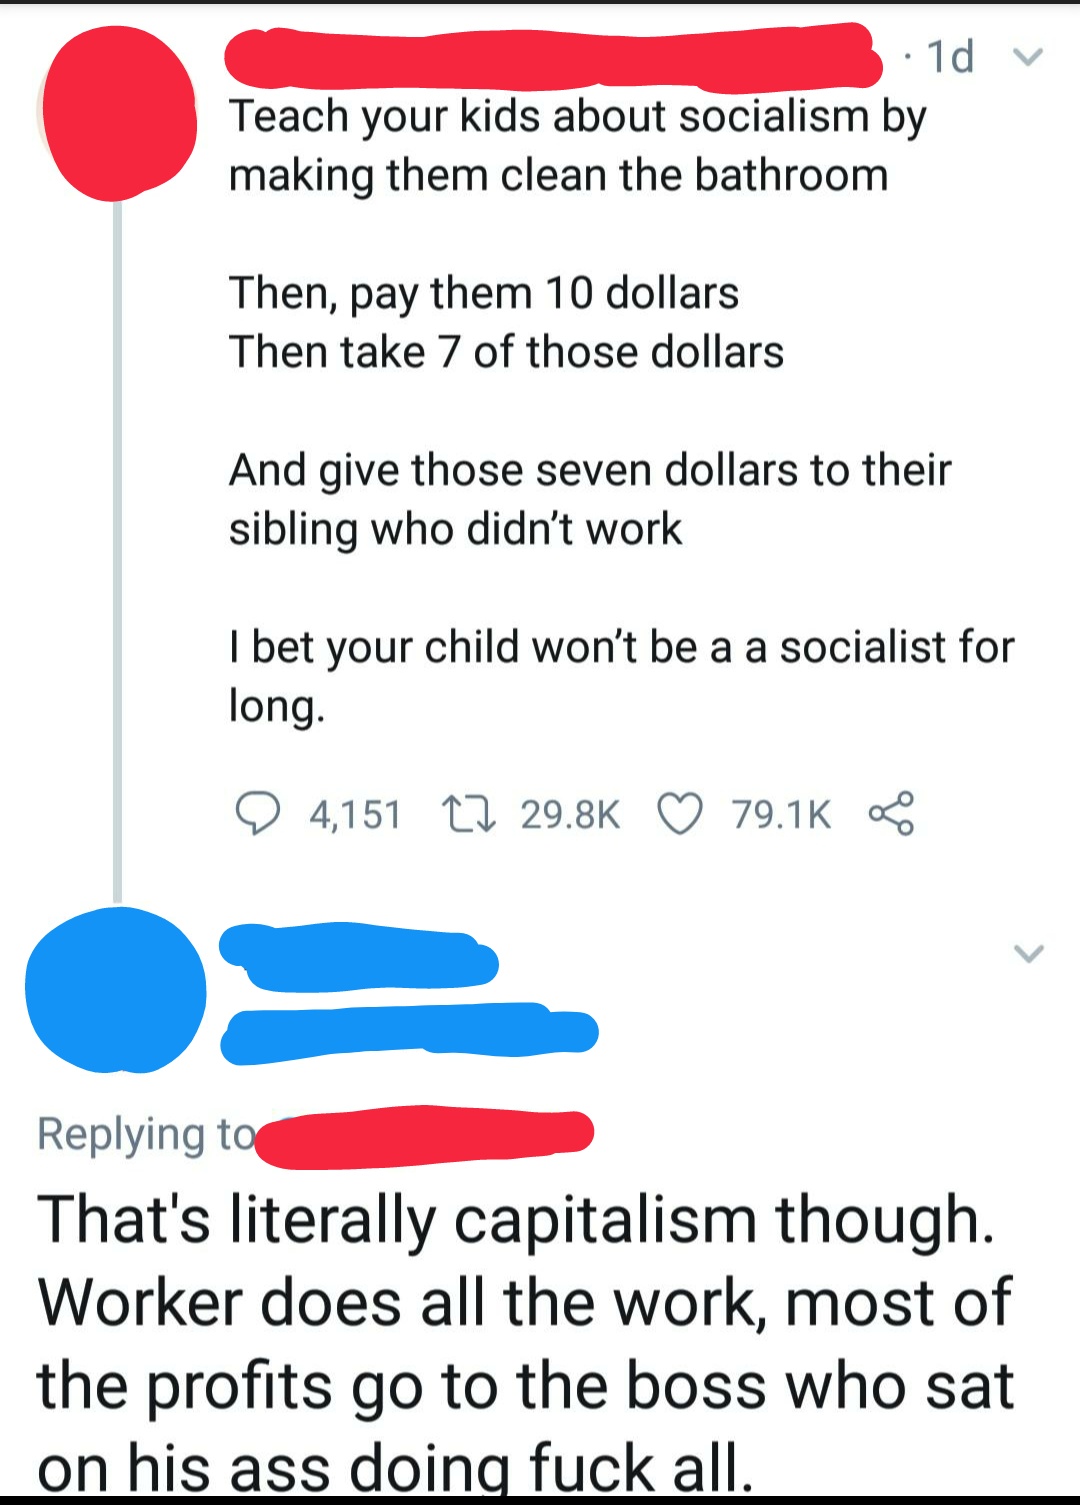 · 1d
Teach your kids about socialism by
making them clean the bathroom
Then, pay them 10 dollars
Then take 7 of those dollars
And give those seven dollars to their
sibling who didn't work
I bet your child won't be a a socialist for
long.
4,151 29.8K 79.1K
Replying to
That's literally capitalism though.
Worker does all the work, most of
the profits go to the boss who sat
on his ass doing fuck all.